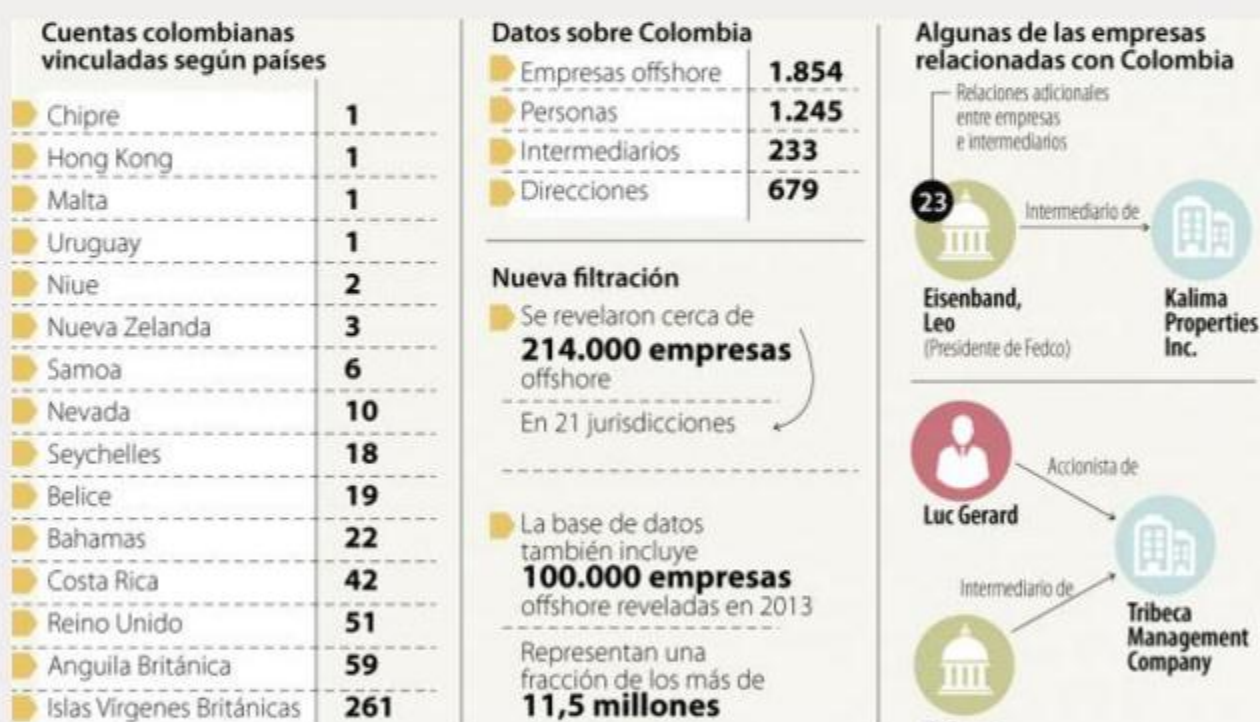 Cuentas colombianas
vinculadas según países
Chipre 1
Hong Kong 1
Malta 1
Uruguay 1
Niue 2
Nueva Zelanda 3
Samoa 6
Nevada 10
Seychelles 18
Belice 19
Bahamas 22
Costa Rica 42
Reino Unido 51
Anguila Británica 59
Islas Vírgenes Británicas 261
Datos sobre Colombia
Empresas offshore 1.854
Personas 1.245
Intermediarios 233
Direcciones 679
Nueva filtración
Se revelaron cerca de
214.000 empresas
offshore
En 21 jurisdicciones
La base de datos
también incluye
100.000 empresas
offshore reveladas en 2013
Representan una
fracción de los más de
11,5 millones
Algunas de las empresas
relacionadas con Colombia
Relaciones adicionales
entre empresas
e intermediarios
23
Intermediario de
Eisenband,
Leo
(Presidente de Fedco)
Kalima
Properties
Inc.
Accionista de
Luc Gerard
Intermediario de
Tribeca
Management
Company